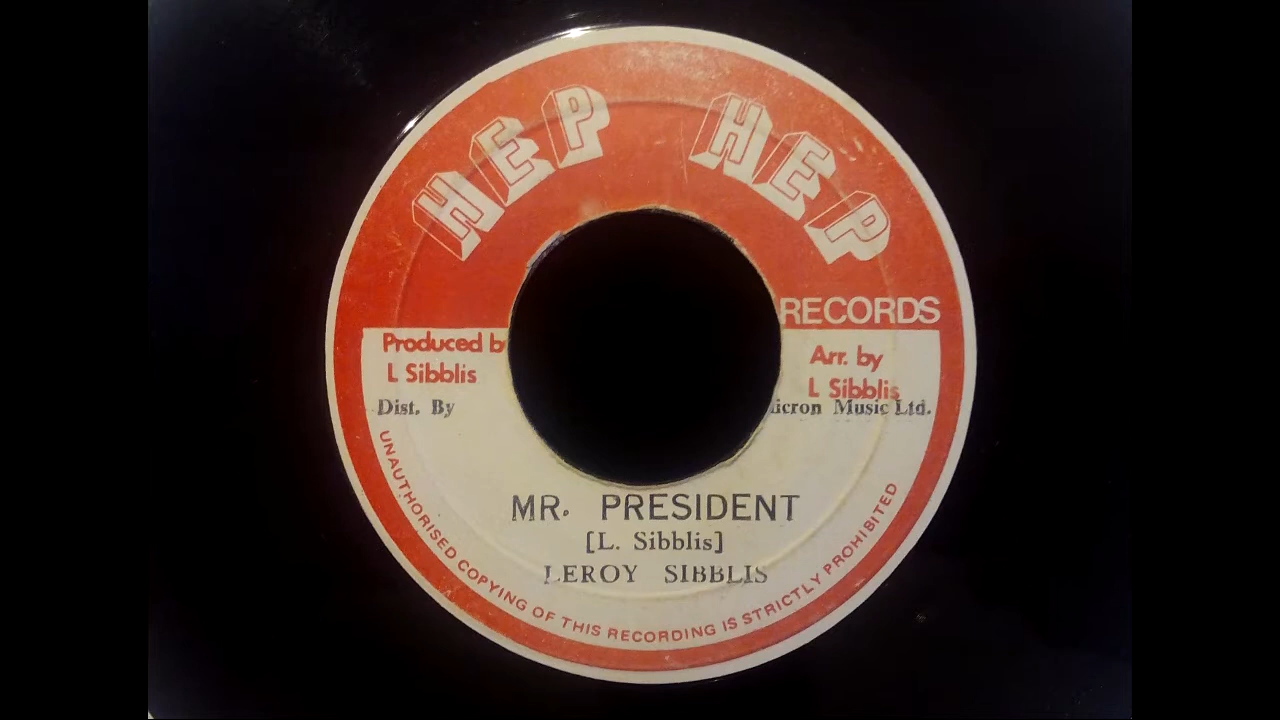 HEP HEP
RECORDS
Produced b
L Sibblis
Arr. by
L Sibblis
Dist. By
icron Music Ltd.
MR. PRESIDENT
[L. Sibblis]
LEROY SIBBLIS
UNAUTHORISED COPYING OF THIS RECORDING IS STRICTLY PROHIBITED